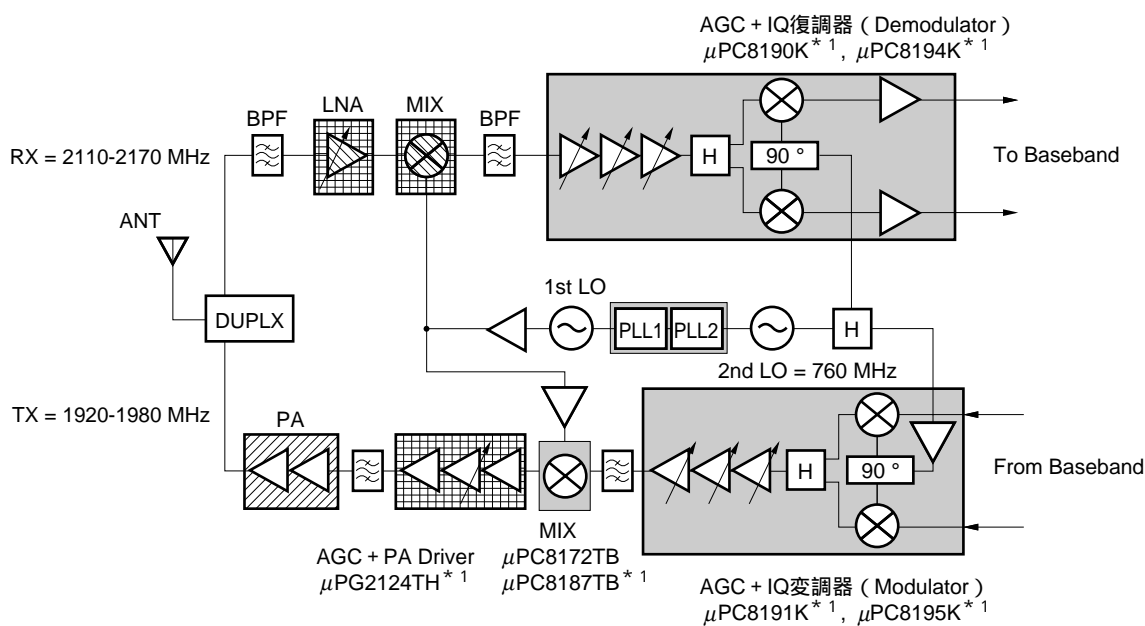 AGC + IQ復調器 ( Demodulator )
μPC8190K*1, μPC8194K*1
BPF
LNA
MIX
BPF
RX = 2110-2170 MHz
H
90 °
To Baseband
ANT
DUPLX
1st LO
PLL1
PLL2
H
2nd LO = 760 MHz
TX = 1920-1980 MHz
PA
H
90 °
From Baseband
AGC + PA Driver
μPG2124TH*1
MIX
μPC8172TB
μPC8187TB*1
AGC + IQ変調器 ( Modulator )
μPC8191K*1, μPC8195K*1